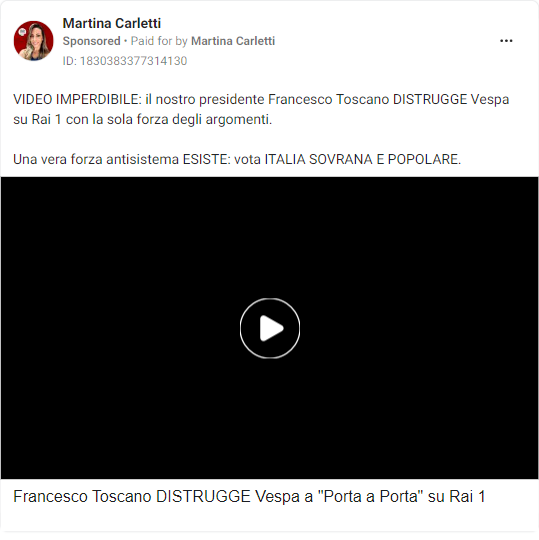 Martina Carletti
Sponsored • Paid for by Martina Carletti
ID: 1830383377314130
VIDEO IMPERDIBILE: il nostro presidente Francesco Toscano DISTRUGGE Vespa
su Rai 1 con la sola forza degli argomenti.
Una vera forza antisistema ESISTE: vota ITALIA SOVRANA E POPOLARE.
Francesco Toscano DISTRUGGE Vespa a "Porta a Porta" su Rai 1